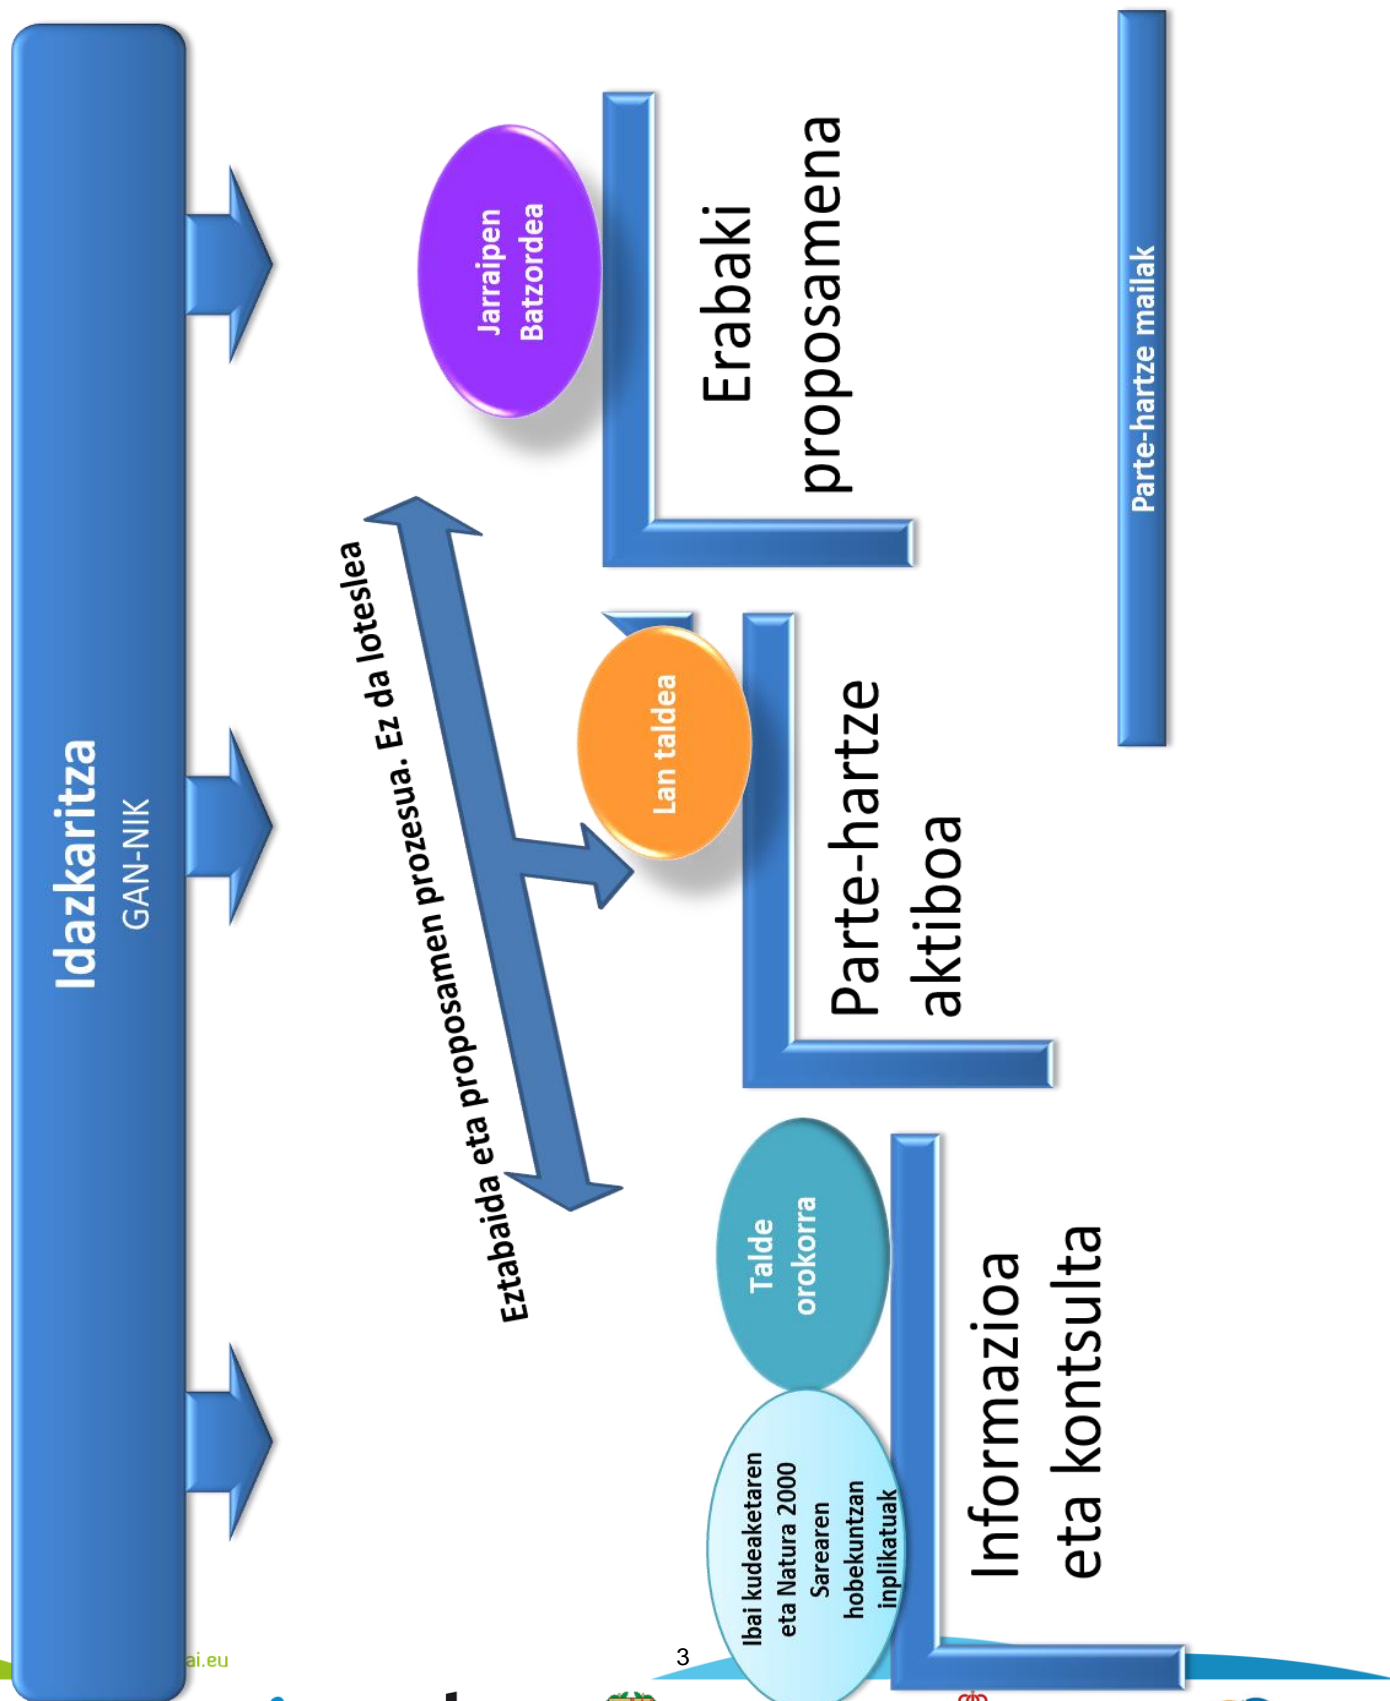 Idazkaritza
GAN-NIK
Eztabaida eta proposamen prozesua. Ez da loteslea
Jarraipen
Batzordea
Erabaki
proposamena
Lan taldea
Parte-hartze
aktiboa
Talde
orokorra
Ibai kudeaketaren
eta Natura 2000
Sarearen
hobekuntzan
inplikatuak
Informazioa
eta kontsulta
Parte-hartze mailak
ai.eu
3